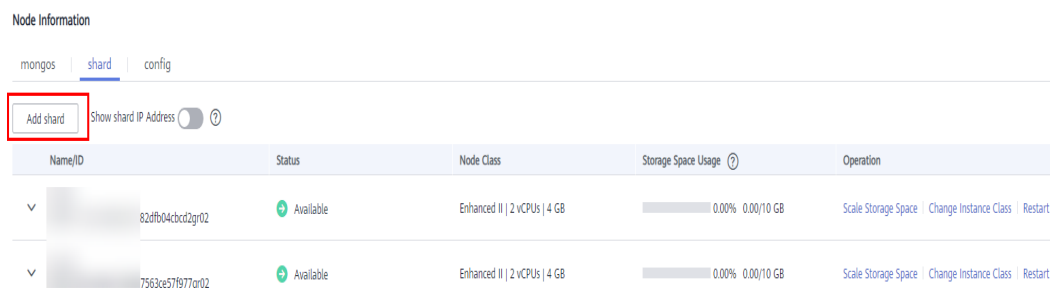 Node Information
mongos | shard | config
Add shard Show shard IP Address ?
Name/ID Status Node Class Storage Space Usage ? Operation
82dfb04cbcd2gr02 Available Enhanced II | 2 vCPUs | 4 GB 0.00% 0.00/10 GB Scale Storage Space | Change Instance Class | Restart
7563ce57f977gr02 Available Enhanced II | 2 vCPUs | 4 GB 0.00% 0.00/10 GB Scale Storage Space | Change Instance Class | Restart